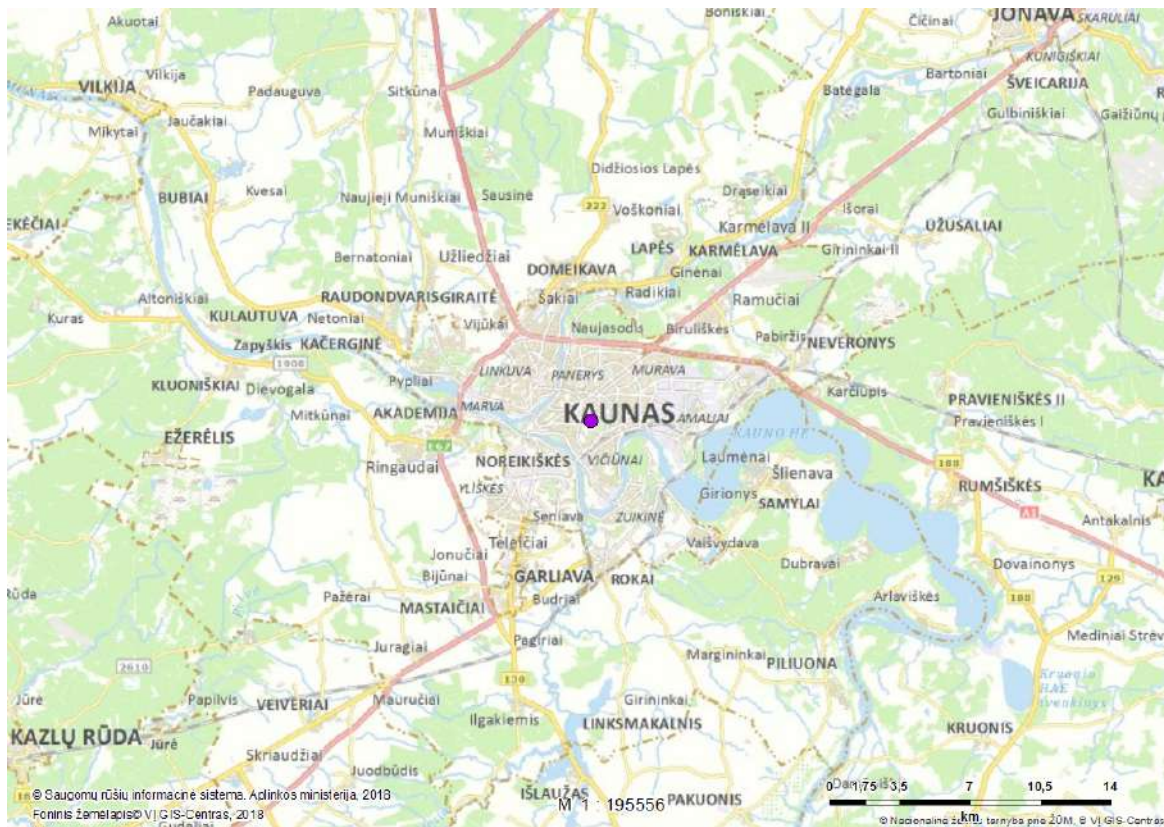 Akuotai
Boniškiai
Čičinai
JONAVA
SKARULIAI
Vilkija
VILKIJA
Padauguva
Sitkūnai
KUNIGIŠKIAI
Bartoniai
ŠVEICARIJA
Batėgala
Gulbiniškiai
Mikytai
Jaučakiai
Muniškiai
Didžiosios Lapės
BUBIAI
Kvesai
Naujieji Muniškiai
Sausinė
222
Voškoniai
Drąseikiai
Išorai
Karmėlava II
UŽUSALIAI
Bernatoniai
Užliedžiai
LAPĖS
KARMĖLAVA
Girininkai II
DOMEIKAVA
Ginėnai
Altoniškiai
RAUDONDVARIS
GIRAITĖ
Šakiai
Radikiai
Ramučiai
Kuras
KULAUTUVA
Netoniai
Vijūkai
Naujasodis
Biruliškės
Pabiržis
NEVERONYS
Zapyškis
KAČERGINĖ
1908
LINKUVA
PANERYS
MURAVA
KLUONIŠKIAI
Dievogala
Pypliai
Karčiupis
PRAVIENIŠKĖS II
Mitkūnai
AKADEMIJA
MARVA
KAUNAS
AMALIAI
Pravieniškės I
EŽERĖLIS
Ringaudai
NOREIKIŠKĖS
VIČIŪNAI
Laumėnai
Šlienava
188
RUMŠIŠKĖS
Girionys
SAMYLAI
Seniava
ZUIKINĖ
A1
Antakalnis
Teleičiai
Vaišvydava
Jonučiai
Dubravai
Dovainonys
129
Bijūnai
GARLIAVA
ROKAI
188
Pažėrai
MASTAIČIAI
Budriai
Arlaviškės
Juragiai
Pagiriai
Margininkai
PILIUONA
2610
130
Jūrė
Papilvis
VEIVERIAI
Mauručiai
Girininkai
KAZLŲ RŪDA
Jūrė
Ilgakiemis
LINKSMAKALNIS
KRUONIS
Skriaudžiai
Juodbūdis
IŠLAUŽAS
PAKUONIS
M 1 : 195556
0 1,75 3,5 7 10,5 14
km
© Saugomų rūšių informacinė sistema. Aplinkos ministerija, 2018
Foninis žemėlapis© VĮ GIS-Centras, 2018